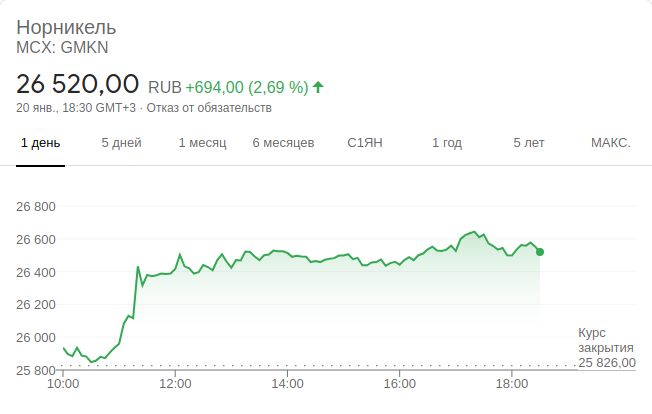 Норникель
MCX: GMKN
26 520,00 RUB +694,00 (2,69 %)
20 янв., 18:30 GMT+3 · Отказ от обязательств
1 день 5 дней 1 месяц 6 месяцев С1ЯН 1 год 5 лет МАКС.
26 800
26 600
26 400
26 200
26 000
Курс
закрытия
25 826,00
25 800
10:00 12:00 14:00 16:00 18:00